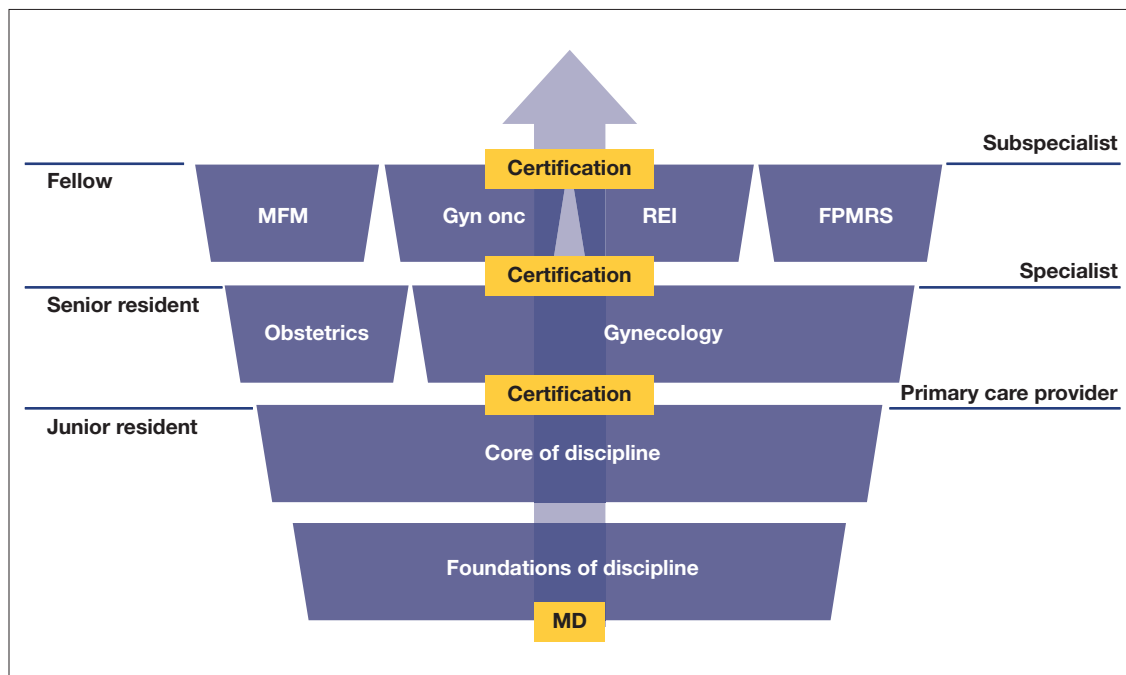 Subspecialist
Certification
Fellow
MFM
Gyn onc
REI
FPMRS
Specialist
Certification
Senior resident
Obstetrics
Gynecology
Primary care provider
Certification
Junior resident
Core of discipline
Foundations of discipline
MD